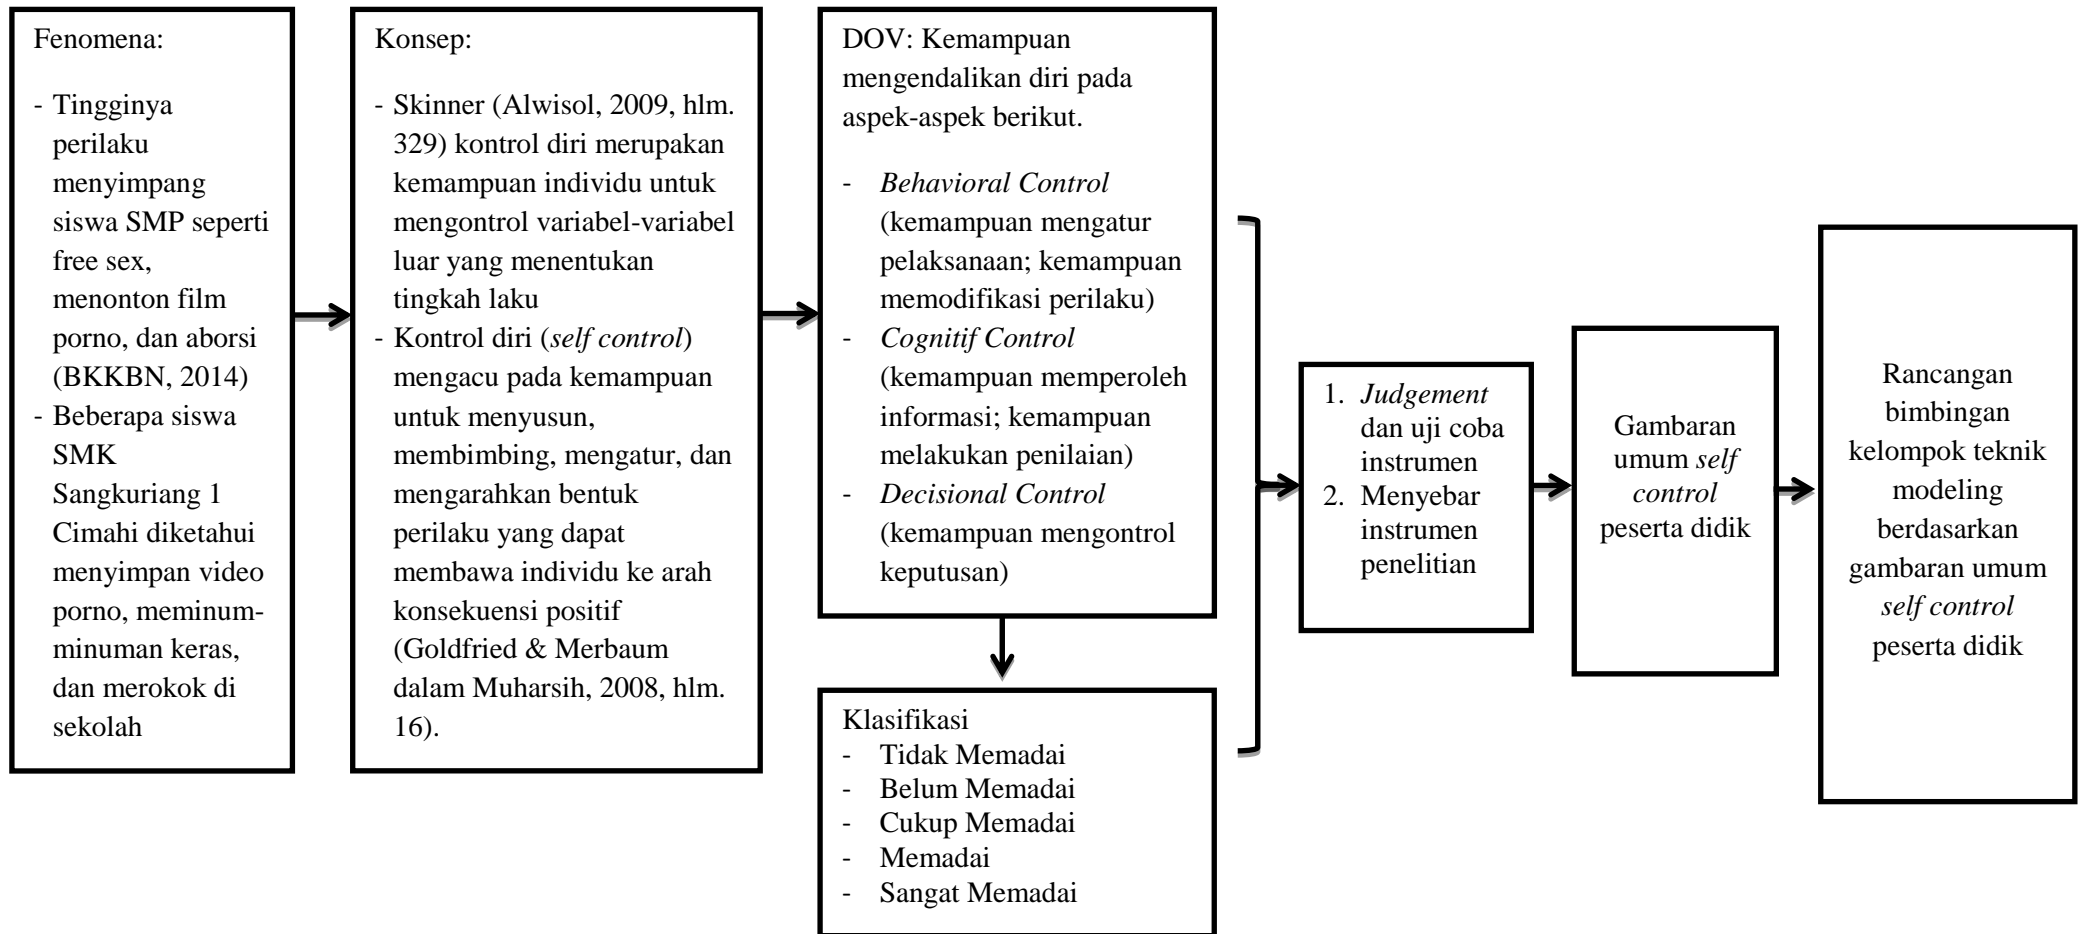 Fenomena:
- Tingginya
perilaku
menyimpang
siswa SMP seperti
free sex,
menonton film
porno, dan aborsi
(BKKBN, 2014)
- Beberapa siswa
SMK
Sangkuriang 1
Cimahi diketahui
menyimpan video
porno, meminum-
minuman keras,
dan merokok di
sekolah
Konsep:
- Skinner (Alwisol, 2009, hlm.
329) kontrol diri merupakan
kemampuan individu untuk
mengontrol variabel-variabel
luar yang menentukan
tingkah laku
- Kontrol diri (self control)
mengacu pada kemampuan
untuk menyusun,
membimbing, mengatur, dan
mengarahkan bentuk
perilaku yang dapat
membawa individu ke arah
konsekuensi positif
(Goldfried & Merbaum
dalam Muharsih, 2008, hlm.
16).
DOV: Kemampuan
mengendalikan diri pada
aspek-aspek berikut.
- Behavioral Control
(kemampuan mengatur
pelaksanaan; kemampuan
memodifikasi perilaku)
- Cognitif Control
(kemampuan memperoleh
informasi; kemampuan
melakukan penilaian)
- Decisional Control
(kemampuan mengontrol
keputusan)
Klasifikasi
- Tidak Memadai
- Belum Memadai
- Cukup Memadai
- Memadai
- Sangat Memadai
1. Judgement
dan uji coba
instrumen
2. Menyebar
instrumen
penelitian
Gambaran
umum self
control
peserta didik
Rancangan
bimbingan
kelompok teknik
modeling
berdasarkan
gambaran umum
self control
peserta didik